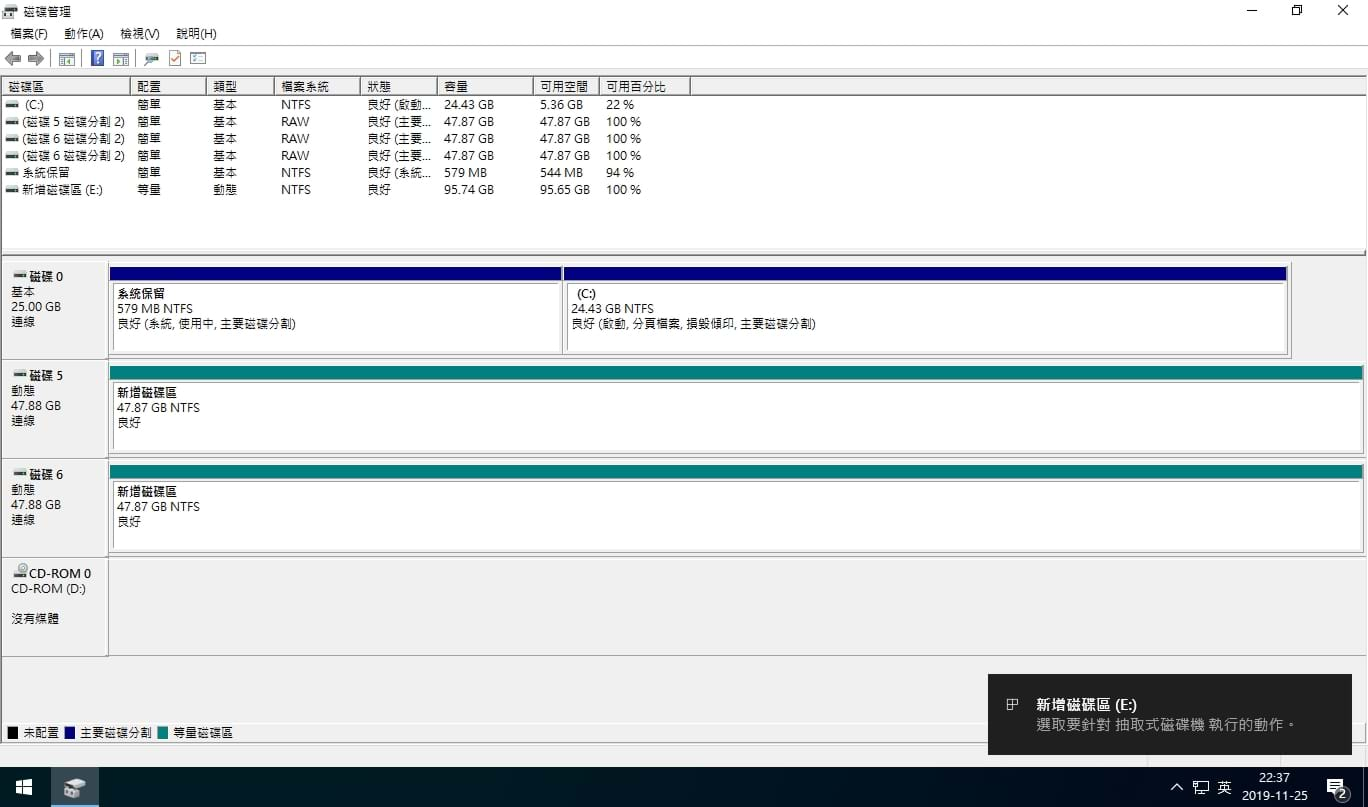 磁碟管理
檔案(F) 動作(A) 檢視(V) 說明(H)
磁碟區 配置 類型 檔案系統 狀態 容量 可用空間 可用百分比
(C:) 簡單 基本 NTFS 良好 (啟動... 24.43 GB 5.36 GB 22 %
(磁碟 5 磁碟分割 2) 簡單 基本 RAW 良好 (主要... 47.87 GB 47.87 GB 100 %
(磁碟 6 磁碟分割 2) 簡單 基本 RAW 良好 (主要... 47.87 GB 47.87 GB 100 %
(磁碟 6 磁碟分割 2) 簡單 基本 RAW 良好 (主要... 47.87 GB 47.87 GB 100 %
系統保留 簡單 基本 NTFS 良好 (系統... 579 MB 544 MB 94 %
新增磁碟區 (E:) 等量 動態 NTFS 良好 95.74 GB 95.65 GB 100 %
磁碟 0
基本
25.00 GB
連線
系統保留
579 MB NTFS
良好 (系統, 使用中, 主要磁碟分割)
(C:)
24.43 GB NTFS
良好 (啟動, 分頁檔案, 損毀傾印, 主要磁碟分割)
磁碟 5
動態
47.88 GB
連線
新增磁碟區
47.87 GB NTFS
良好
磁碟 6
動態
47.88 GB
連線
新增磁碟區
47.87 GB NTFS
良好
CD-ROM 0
CD-ROM (D:)
沒有媒體
未配置 主要磁碟分割 等量磁碟區
新增磁碟區 (E:)
選取要針對 抽取式磁碟機 執行的動作。
英
22:37
2019-11-25
2